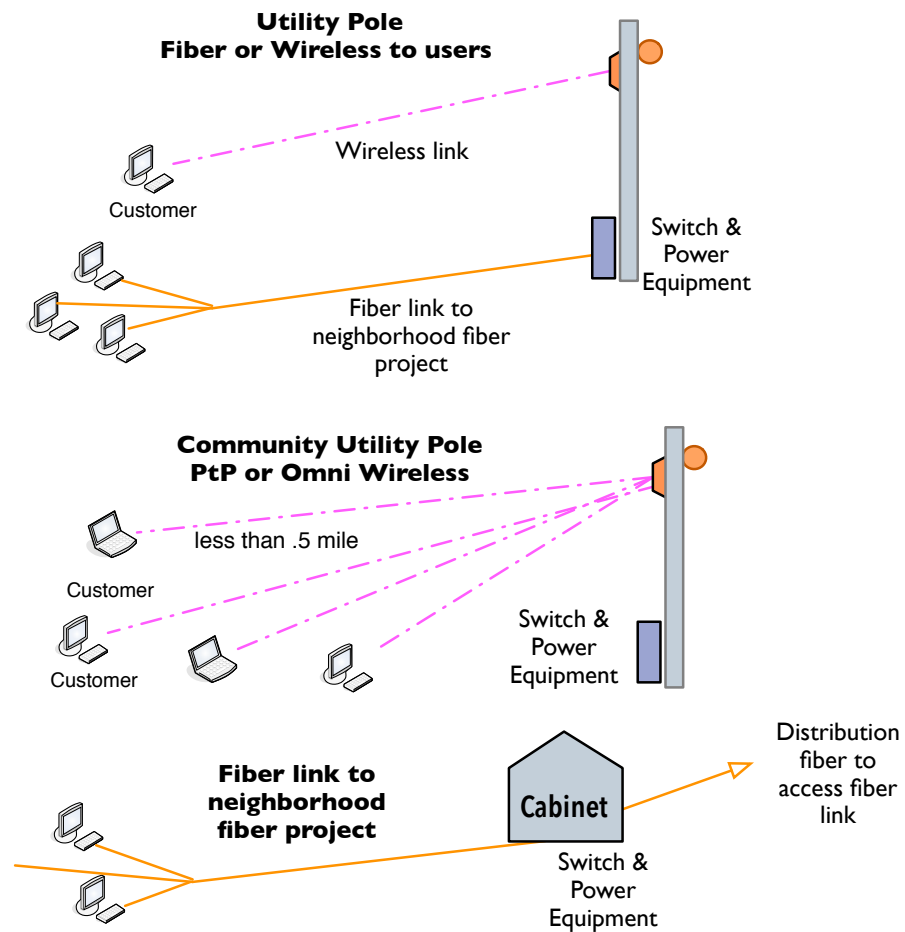 Utility Pole
Fiber or Wireless to users
Wireless link
Customer
Switch &
Power
Equipment
Fiber link to
neighborhood fiber
project
Community Utility Pole
PtP or Omni Wireless
less than .5 mile
Customer
Customer
Switch &
Power
Equipment
Fiber link to
neighborhood
fiber project
Cabinet
Distribution
fiber to
access fiber
link
Switch &
Power
Equipment